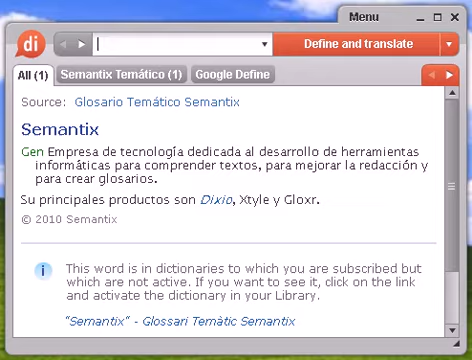 Menu
di
Define and translate
All (1)
Semantix Temático (1)
Google Define
Source: Glosario Temático Semantix
Semantix
Gen Empresa de tecnología dedicada al desarrollo de herramientas
informáticas para comprender textos, para mejorar la redacción y
para crear glosarios.
Su principales productos son Dixio, Xtyle y Gloxr.
© 2010 Semantix
i
This word is in dictionaries to which you are subscribed but
which are not active. If you want to see it, click on the link
and activate the dictionary in your Library.
"Semantix" - Glossari Temàtic Semantix